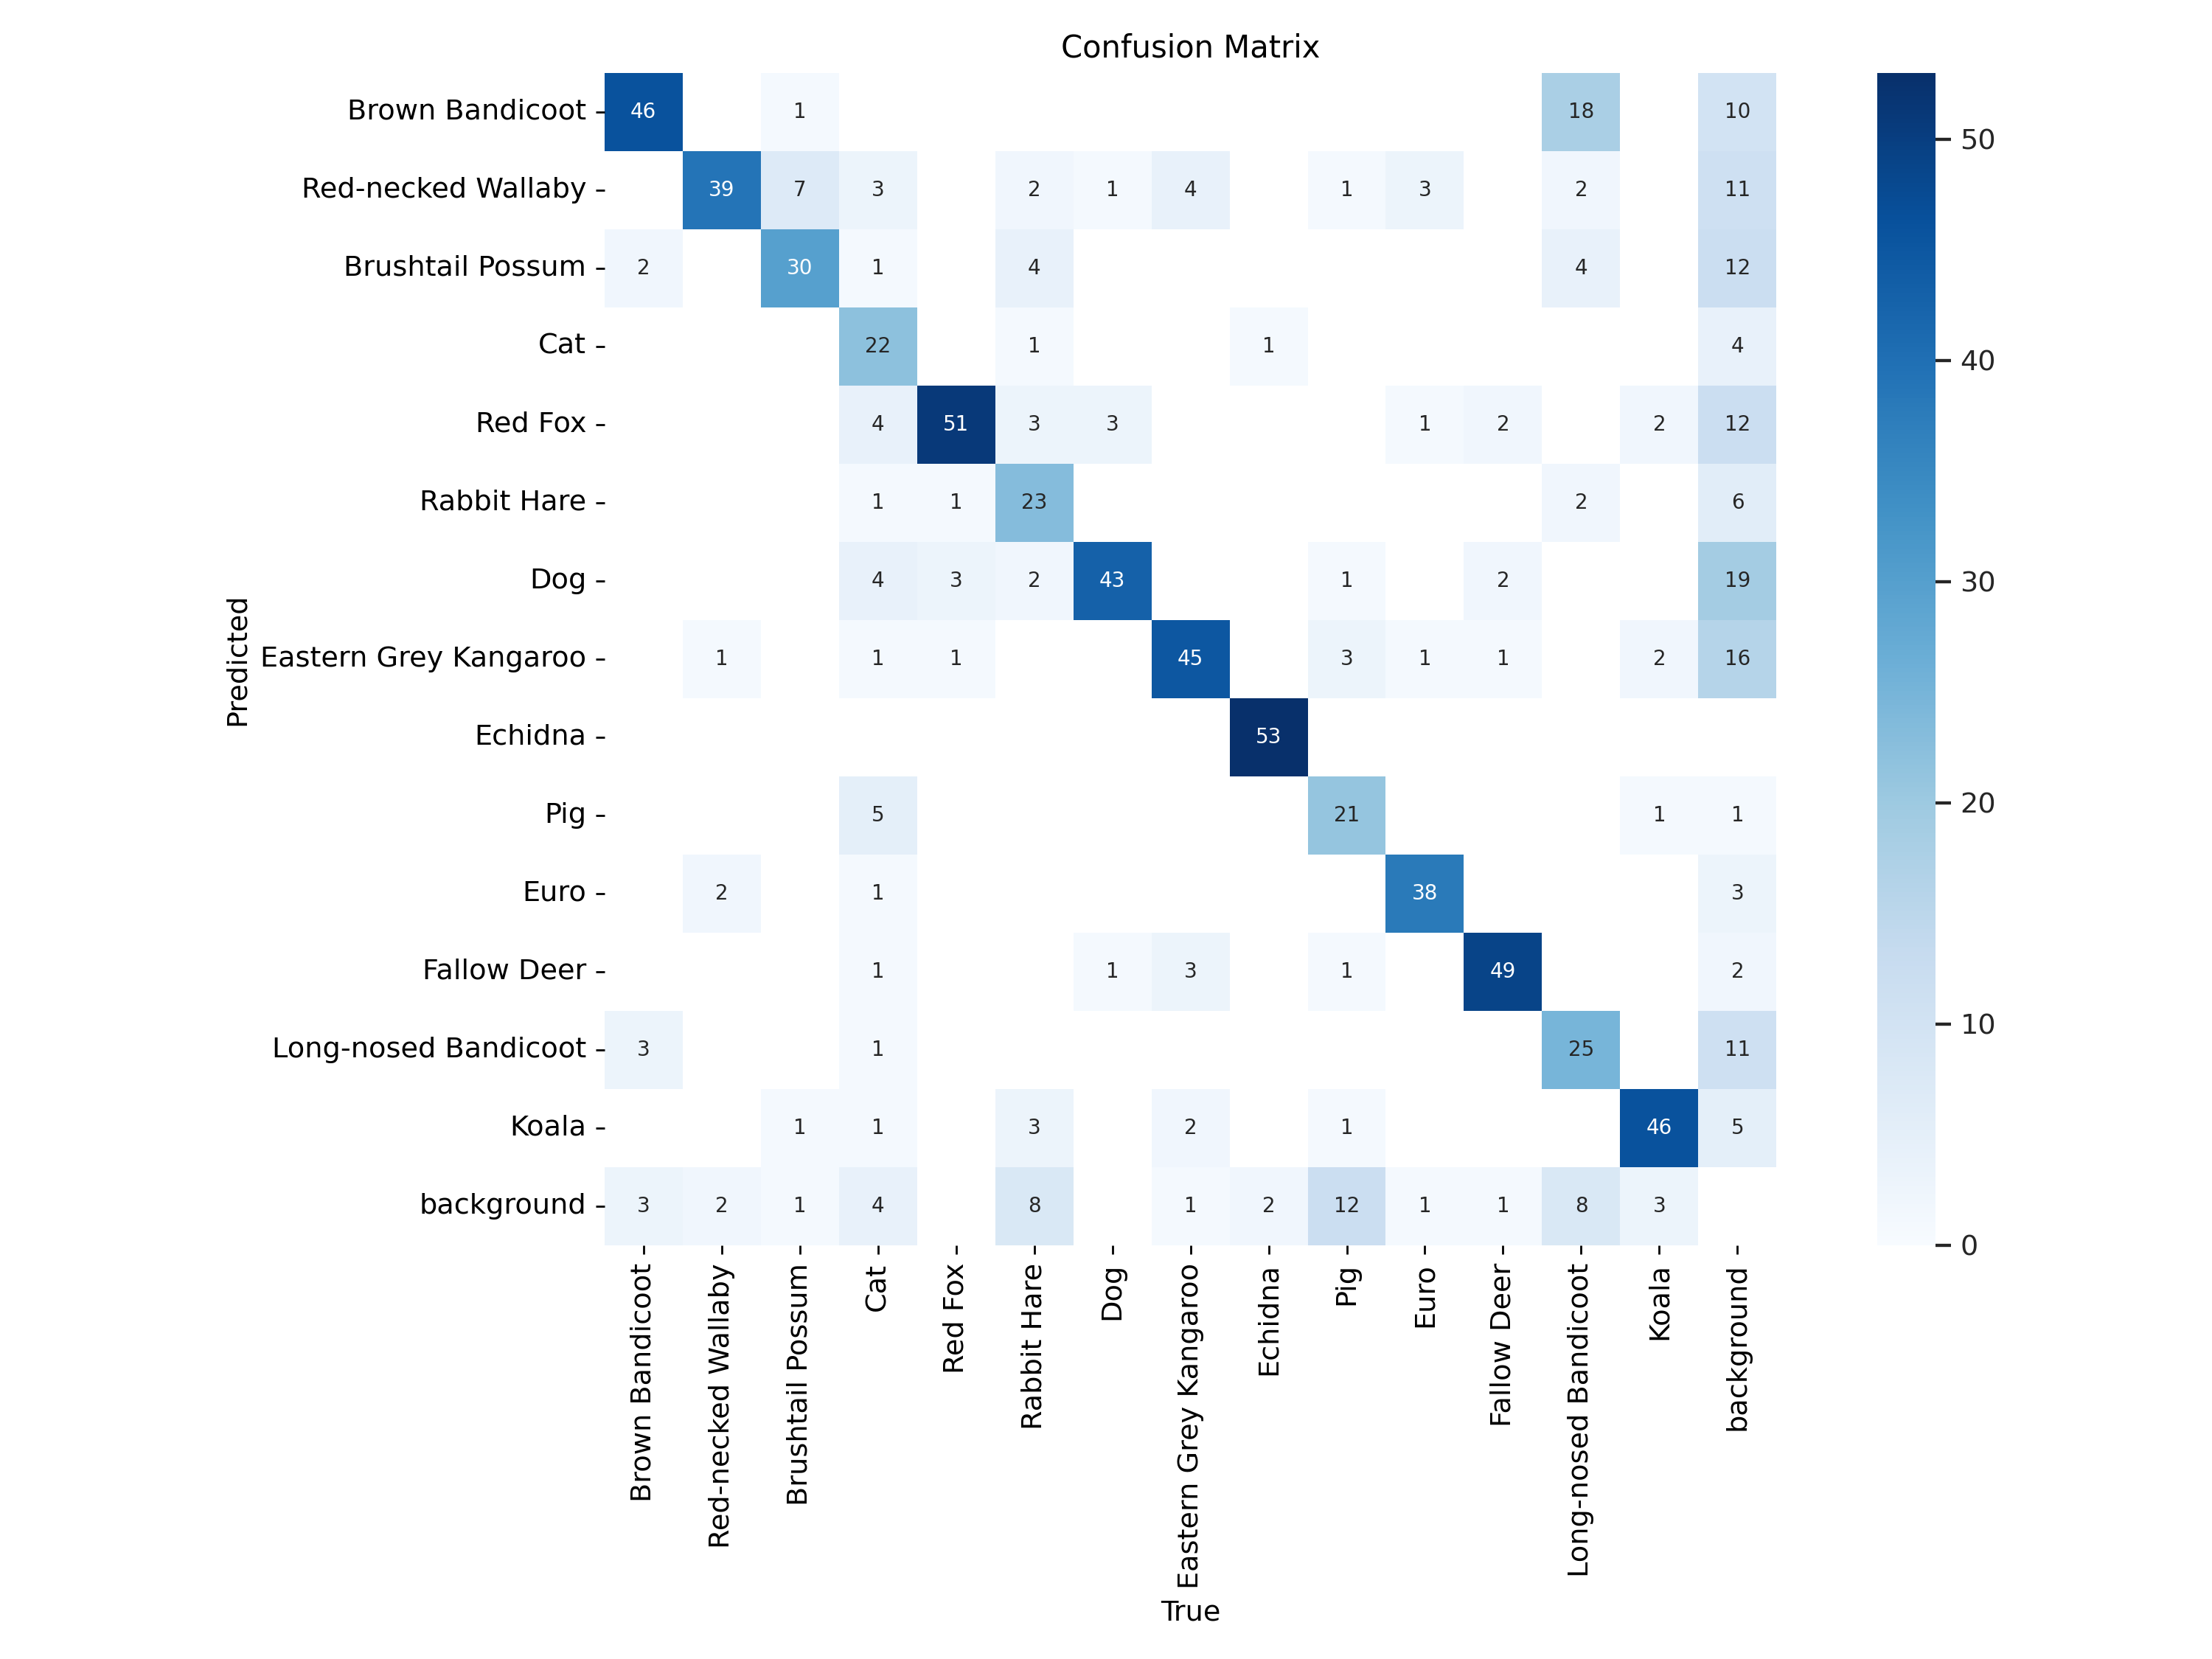 Confusion Matrix
Brown Bandicoot 46 1 18 10
Red-necked Wallaby 39 7 3 2 1 4 1 3 2 11
Brushtail Possum 2 30 1 4 4 12
Cat 22 1 1 4
Red Fox 4 51 3 3 1 2 2 12
Rabbit Hare 1 1 23 2 6
Dog 4 3 2 43 1 2 19
Eastern Grey Kangaroo 1 1 1 45 3 1 1 2 16
Echidna 53
Pig 5 21 1 1
Euro 2 1 38 3
Fallow Deer 1 1 3 1 49 2
Long-nosed Bandicoot 3 1 25 11
Koala 1 1 3 2 1 46 5
background 3 2 1 4 8 1 2 12 1 1 8 3
Predicted
Brown Bandicoot
Red-necked Wallaby
Brushtail Possum
Cat
Red Fox
Rabbit Hare
Dog
Eastern Grey Kangaroo
Echidna
Pig
Euro
Fallow Deer
Long-nosed Bandicoot
Koala
background
True
50
40
30
20
10
0